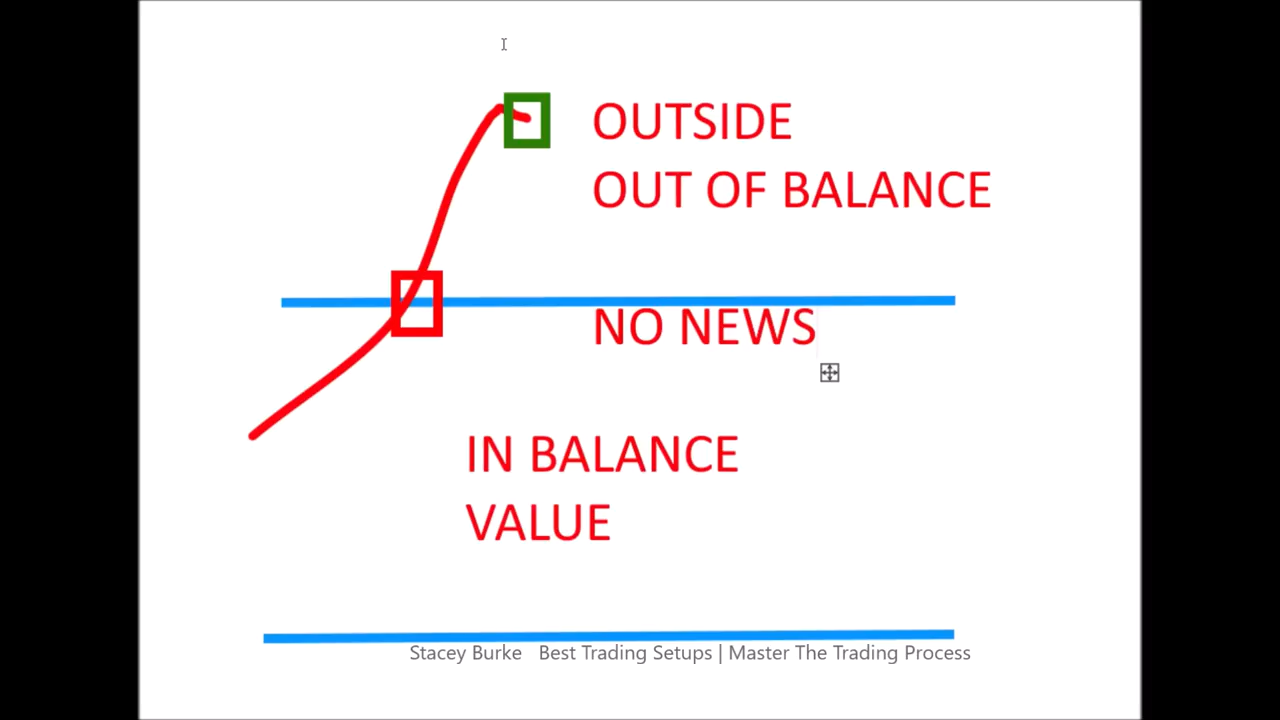 OUTSIDE
OUT OF BALANCE
NO NEWS
IN BALANCE
VALUE
Stacey Burke Best Trading Setups | Master The Trading Process